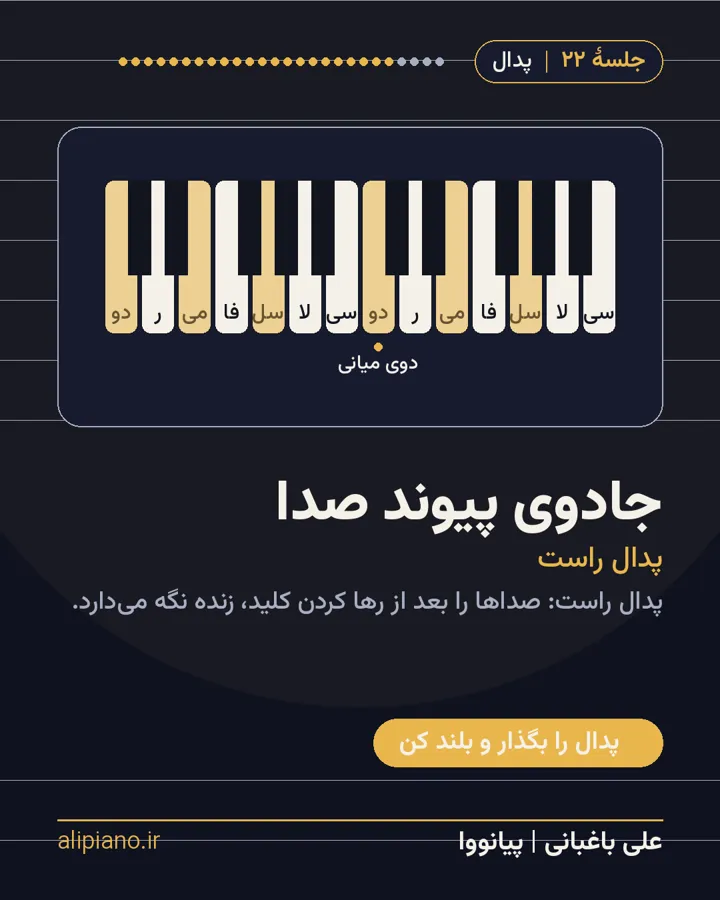 جلسهٔ ۲۲ | پدال
دو ر می فا سل لا سی دو ر می فا سل لا سی
دوی میانی
جادوی پیوند صدا
پدال راست
پدال راست: صداها را بعد از رها کردن کلید، زنده نگه می‌دارد.
پدال را بگذار و بلند کن
علی باغبانی | پیانووا
alipiano.ir